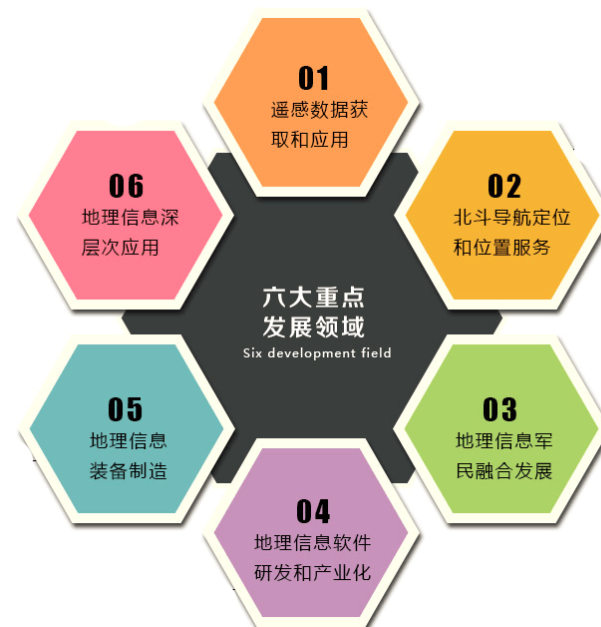 01
遥感数据获
取和应用
02
北斗导航定位
和位置服务
03
地理信息军
民融合发展
04
地理信息软件
研发和产业化
05
地理信息
装备制造
06
地理信息深
层次应用
六大重点
发展领域
Six development field